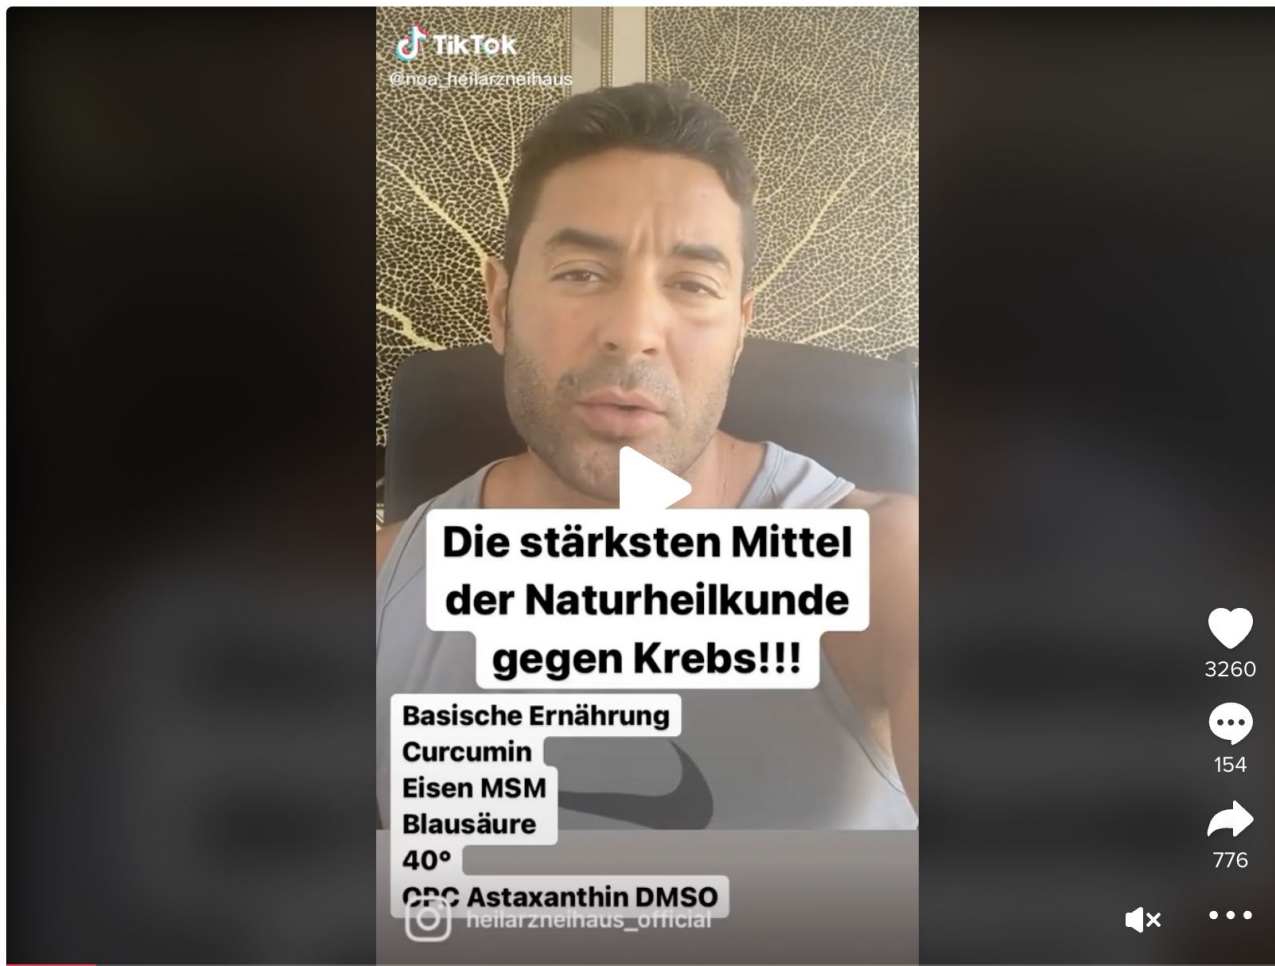 TikTok
@noa_heilarzneihaus
Die stärksten Mittel
der Naturheilkunde
gegen Krebs!!!
Basische Ernährung
Curcumin
Eisen MSM
Blausäure
40°
Astaxanthin DMSO
heilarzneihaus_official
3260
154
776